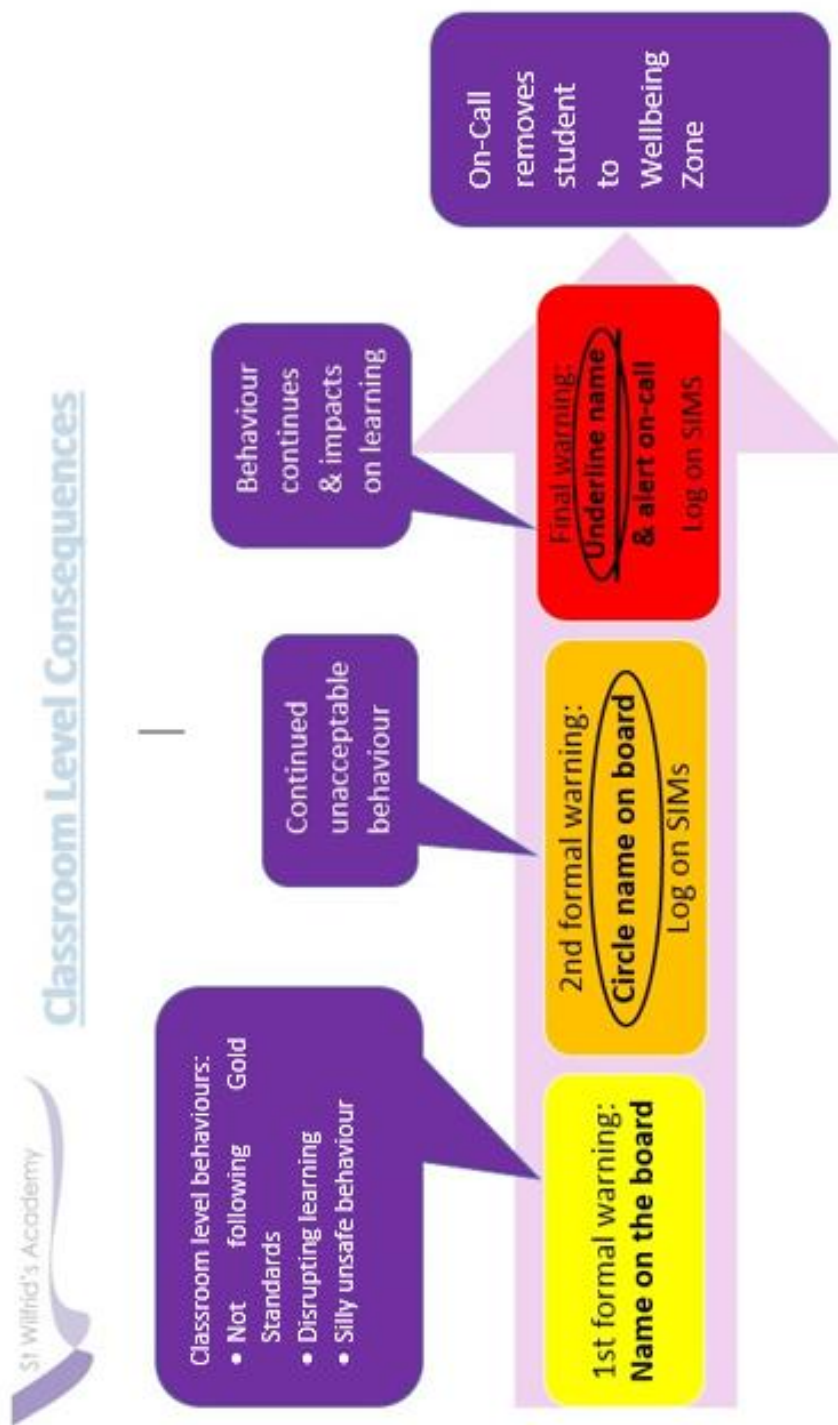 St Wilfrid's Academy
Classroom Level Consequences
Classroom level behaviours:
• Not following Gold
Standards
• Disrupting learning
• Silly unsafe behaviour
Continued
unacceptable
behaviour
Behaviour
continues
& impacts
on learning
1st formal warning:
Name on the board
2nd formal warning:
Circle name on board
Log on SIMs
Final warning:
Underline name
& alert on-call
Log on SIMS
On-Call
removes
student
to
Wellbeing
Zone